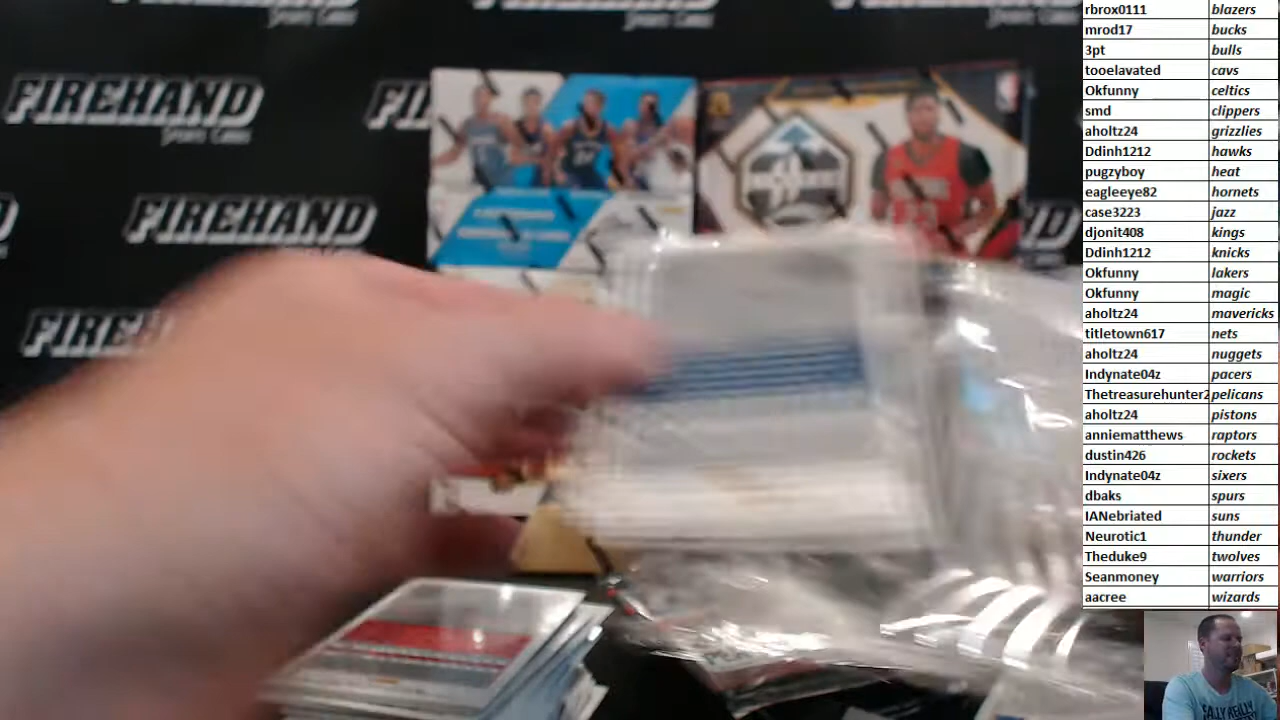 FIREHAND
Sports Cards
FIREHAND
FIREHAND
FIREH
rbrox0111 blazers
mrod17 bucks
3pt bulls
tooelavated cavs
Okfunny celtics
smd clippers
aholtz24 grizzlies
Ddinh1212 hawks
pugzyboy heat
eagleeye82 hornets
case3223 jazz
djonit408 kings
Ddinh1212 knicks
Okfunny lakers
Okfunny magic
aholtz24 mavericks
titletown617 nets
aholtz24 nuggets
Indynate04z pacers
Thetreasurehunter2 pelicans
aholtz24 pistons
anniematthews raptors
dustin426 rockets
Indynate04z sixers
dbaks spurs
IANebriated suns
Neurotic1 thunder
Theduke9 twolves
Seanmoney warriors
aacree wizards